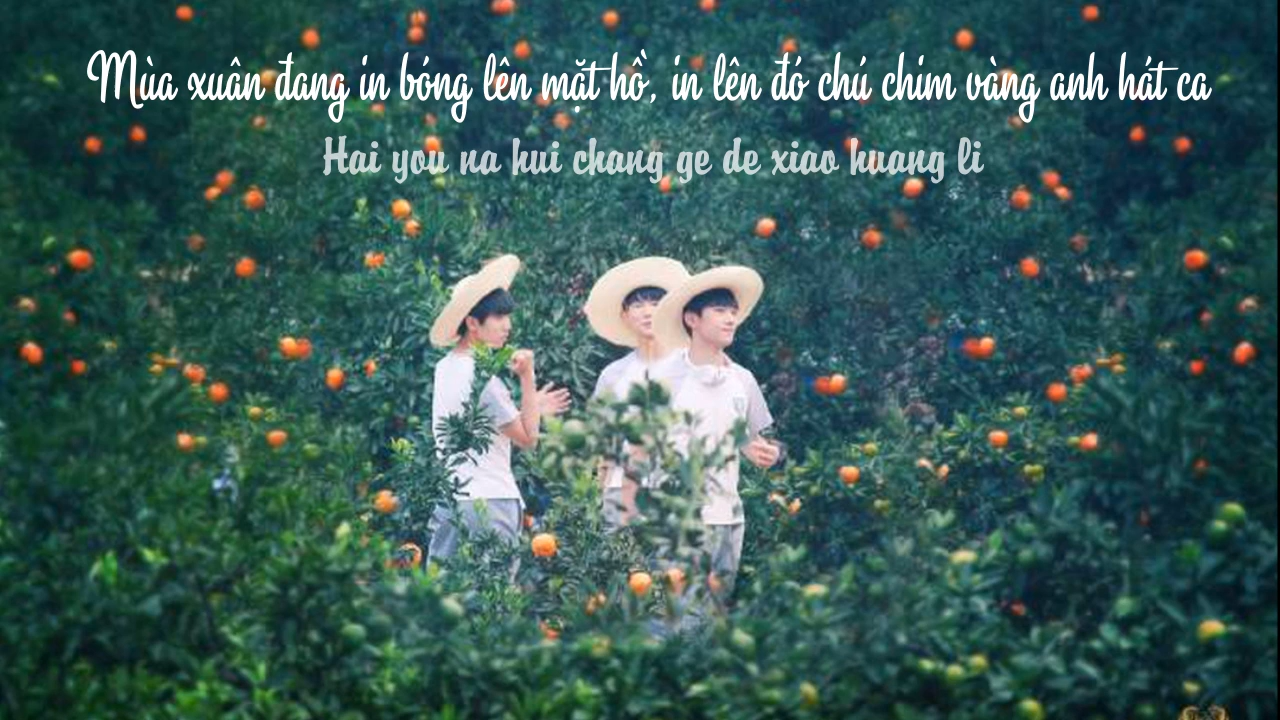 Mùa xuân đang in bóng lên mặt hồ, in lên đó chú chim vàng anh hát ca
Hai you na hui chang ge de xiao huang li